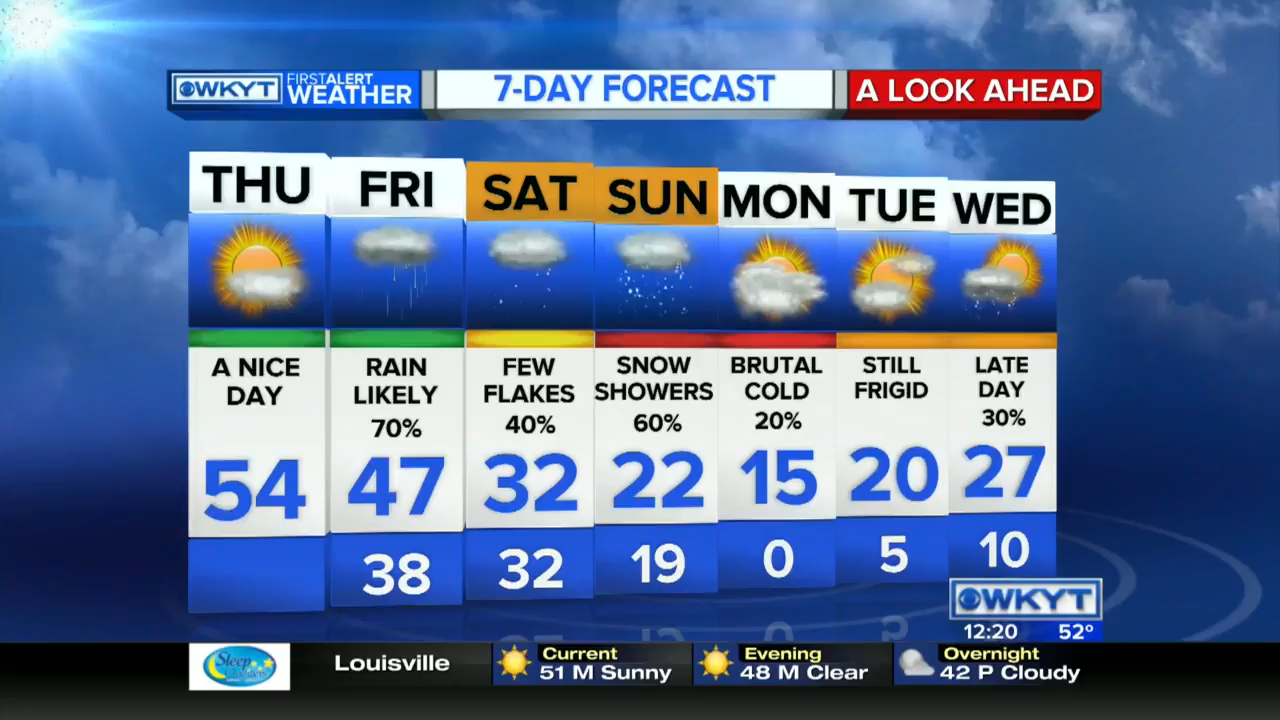 WKYT FIRST ALERT WEATHER
7-DAY FORECAST
A LOOK AHEAD
THU FRI SAT SUN MON TUE WED
A NICE DAY
RAIN LIKELY 70%
FEW FLAKES 40%
SNOW SHOWERS 60%
BRUTAL COLD 20%
STILL FRIGID
LATE DAY 30%
54 47 32 22 15 20 27
38 32 19 0 5 10
WKYT
12:20 52°
Sleep
Louisville
Current
51 M Sunny
Evening
48 M Clear
Overnight
42 P Cloudy